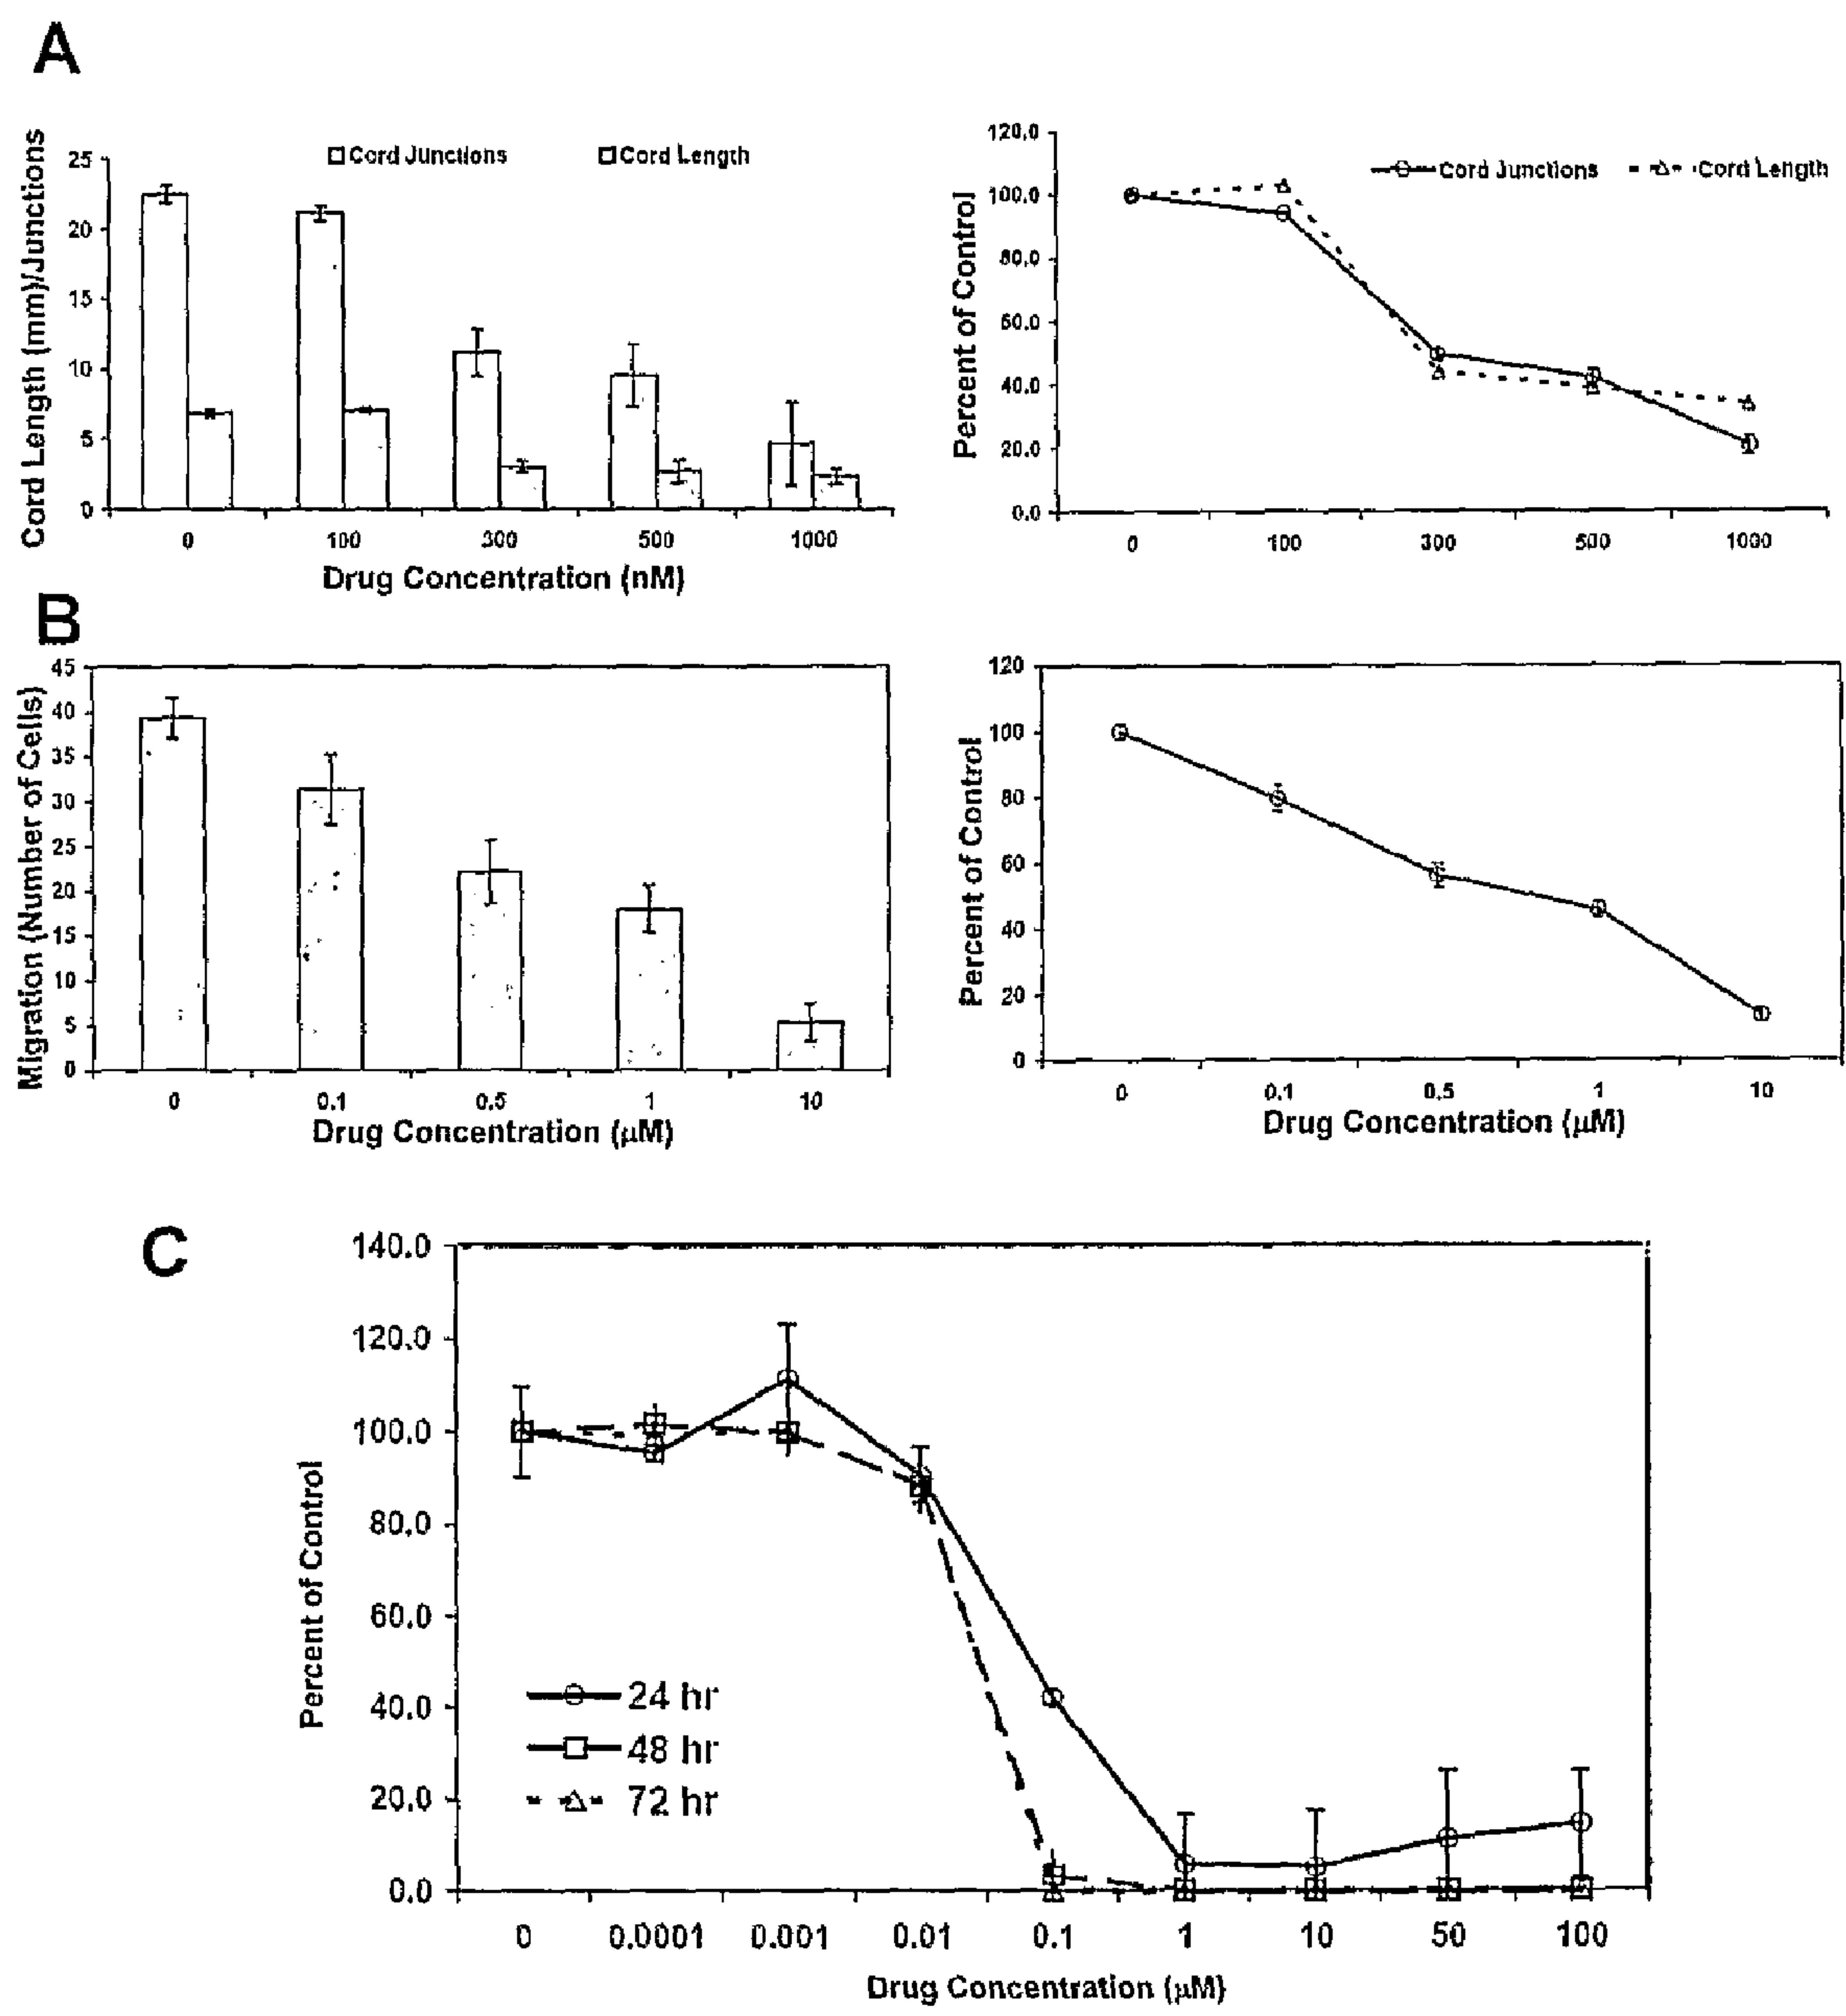 A
Cord Length (mm)/Junctions
25
20
15
10
5
0
Cord Junctions
Cord Length
0 100 300 500 1000
Drug Concentration (nM)
Percent of Control
120.0
100.0
80.0
60.0
40.0
20.0
0.0
Cord Junctions
Cord Length
0 100 300 500 1000
B
Migration (Number of Cells)
45
40
35
30
25
20
15
10
5
0
0 0.1 0.5 1 10
Drug Concentration (µM)
Percent of Control
120
100
80
60
40
20
0
0 0.1 0.5 1 10
Drug Concentration (µM)
C
Percent of Control
140.0
120.0
100.0
80.0
60.0
40.0
20.0
0.0
24 hr
48 hr
72 hr
0 0.0001 0.001 0.01 0.1 1 10 50 100
Drug Concentration (µM)